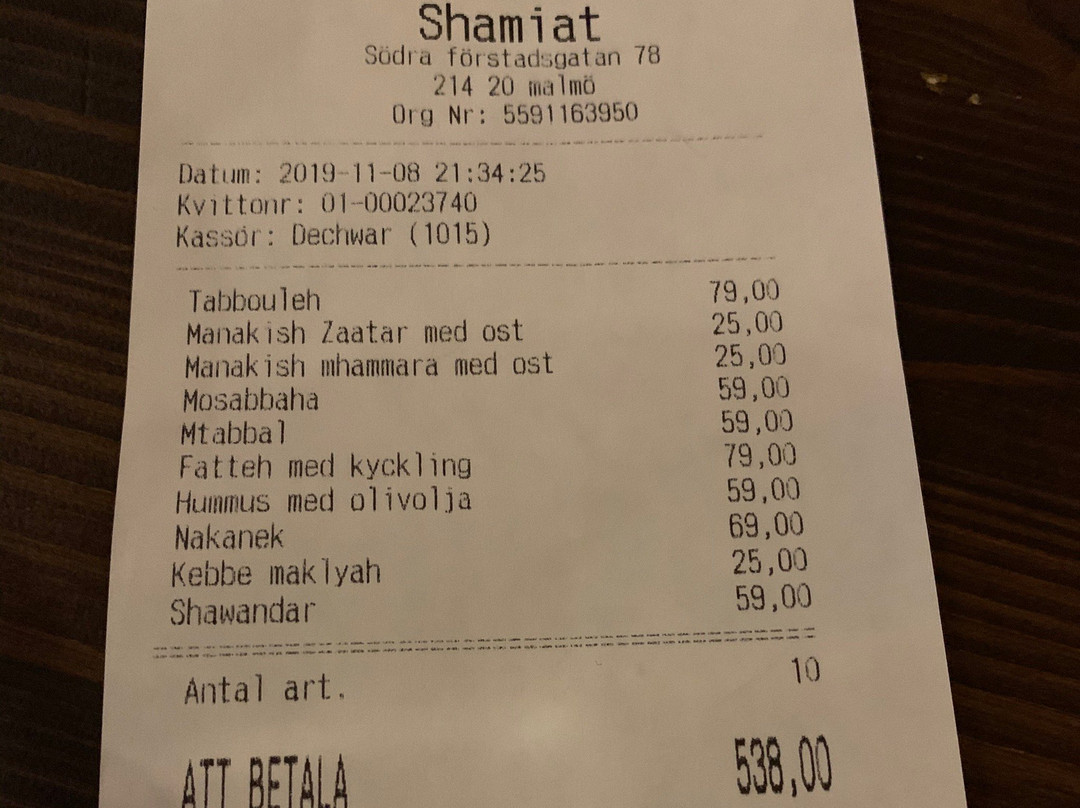 Shamiat
Södra förstadsgatan 78
214 20 malmö
Org Nr: 5591163950
Datum: 2019-11-08 21:34:25
Kvittonr: 01-00023740
Kassör: Dechwar (1015)
Tabbouleh 79,00
Manakish Zaatar med ost 25,00
Manakish mhammara med ost 25,00
Mosabbaha 59,00
Mtabbal 59,00
Fatteh med kyckling 79,00
Hummus med olivolja 59,00
Nakanek 69,00
Kebbe maklyah 25,00
Shawandar 59,00
Antal art. 10
ATT BETALA 538,00